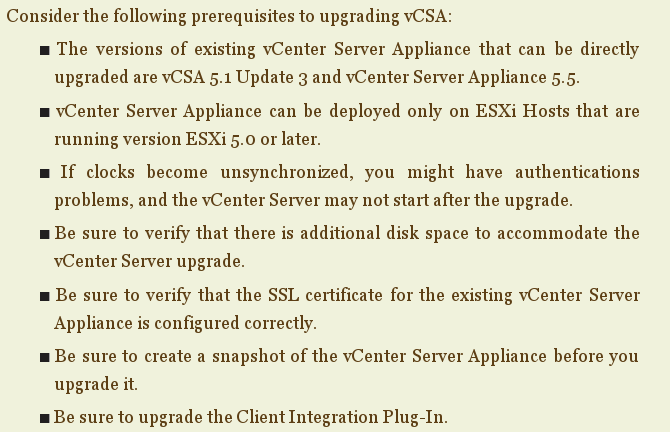 Consider the following prerequisites to upgrading vCSA:
■ The versions of existing vCenter Server Appliance that can be directly
upgraded are vCSA 5.1 Update 3 and vCenter Server Appliance 5.5.
■ vCenter Server Appliance can be deployed only on ESXi Hosts that are
running version ESXi 5.0 or later.
■ If clocks become unsynchronized, you might have authentications
problems, and the vCenter Server may not start after the upgrade.
■ Be sure to verify that there is additional disk space to accommodate the
vCenter Server upgrade.
■ Be sure to verify that the SSL certificate for the existing vCenter Server
Appliance is configured correctly.
■ Be sure to create a snapshot of the vCenter Server Appliance before you
upgrade it.
■ Be sure to upgrade the Client Integration Plug-In.